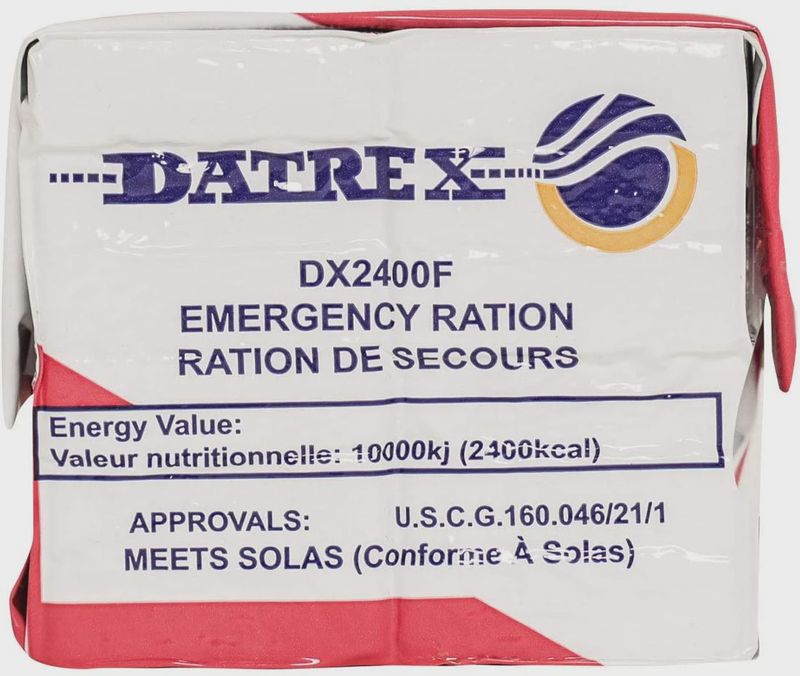 DATREX
DX2400F
EMERGENCY RATION
RATION DE SECOURS
Energy Value:
Valeur nutritionnelle: 10000kj (2400kcal)
APPROVALS: U.S.C.G.160.046/21/1
MEETS SOLAS (Conforme À Solas)